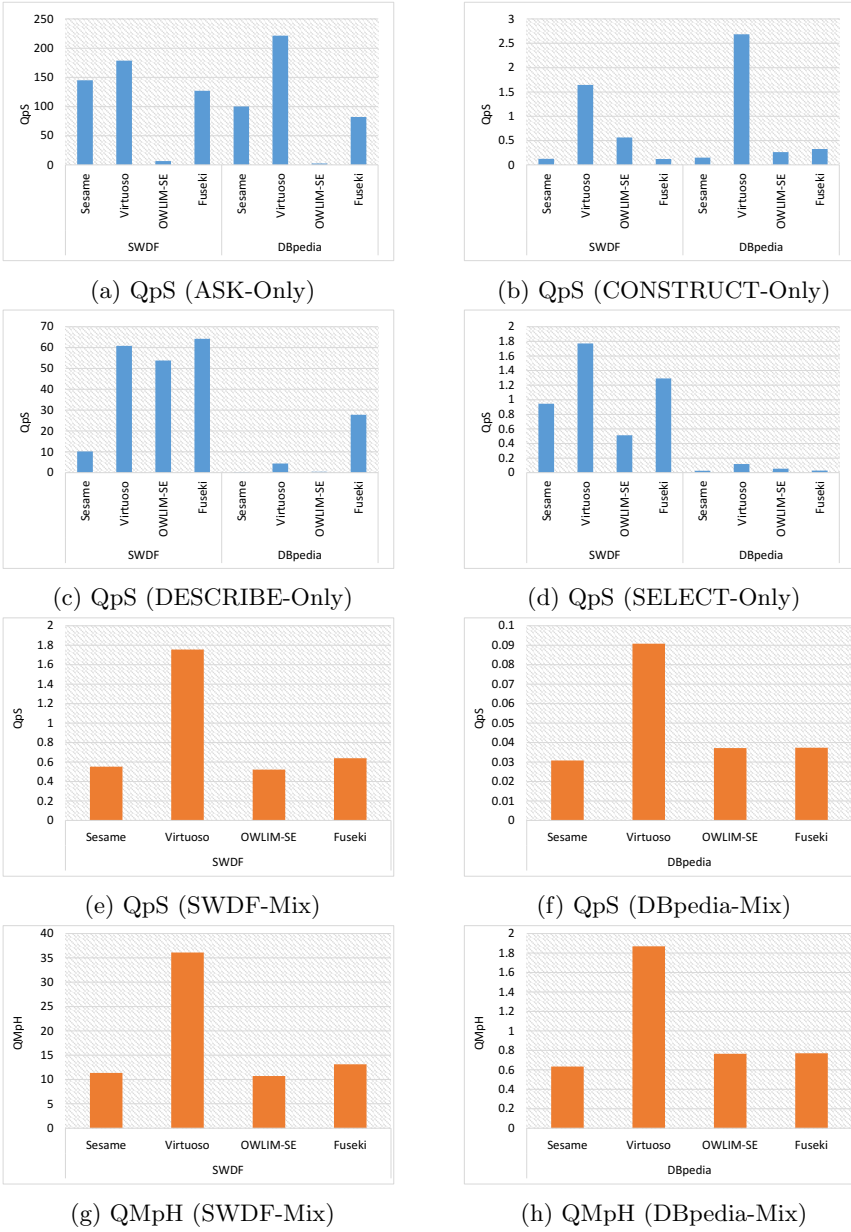 250
200
150
100
50
0
QpS
Sesame
Virtuoso
OWLIM-SE
Fuseki
Sesame
Virtuoso
OWLIM-SE
Fuseki
SWDF
DBpedia
(a) QpS (ASK-Only)
3
2.5
2
1.5
1
0.5
0
QpS
Sesame
Virtuoso
OWLIM-SE
Fuseki
Sesame
Virtuoso
OWLIM-SE
Fuseki
SWDF
DBpedia
(b) QpS (CONSTRUCT-Only)
70
60
50
40
30
20
10
0
QpS
Sesame
Virtuoso
OWLIM-SE
Fuseki
Sesame
Virtuoso
OWLIM-SE
Fuseki
SWDF
DBpedia
(c) QpS (DESCRIBE-Only)
2
1.8
1.6
1.4
1.2
1
0.8
0.6
0.4
0.2
0
QpS
Sesame
Virtuoso
OWLIM-SE
Fuseki
Sesame
Virtuoso
OWLIM-SE
Fuseki
SWDF
DBpedia
(d) QpS (SELECT-Only)
2
1.8
1.6
1.4
1.2
1
0.8
0.6
0.4
0.2
0
QpS
Sesame Virtuoso OWLIM-SE Fuseki
SWDF
(e) QpS (SWDF-Mix)
0.1
0.09
0.08
0.07
0.06
0.05
0.04
0.03
0.02
0.01
0
QpS
Sesame Virtuoso OWLIM-SE Fuseki
DBpedia
(f) QpS (DBpedia-Mix)
40
35
30
25
20
15
10
5
0
QMpH
Sesame Virtuoso OWLIM-SE Fuseki
SWDF
(g) QMpH (SWDF-Mix)
2
1.8
1.6
1.4
1.2
1
0.8
0.6
0.4
0.2
0
QMpH
Sesame Virtuoso OWLIM-SE Fuseki
DBpedia
(h) QMpH (DBpedia-Mix)